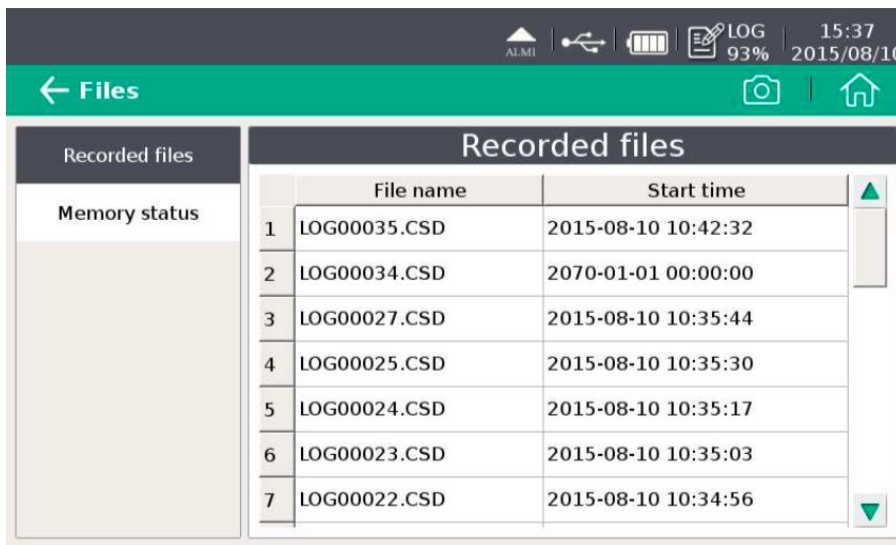 ALM1
LOG
93%
15:37
2015/08/10
Files
Recorded files
Memory status
Recorded files
File name Start time
1 LOG00035.CSD 2015-08-10 10:42:32
2 LOG00034.CSD 2070-01-01 00:00:00
3 LOG00027.CSD 2015-08-10 10:35:44
4 LOG00025.CSD 2015-08-10 10:35:30
5 LOG00024.CSD 2015-08-10 10:35:17
6 LOG00023.CSD 2015-08-10 10:35:03
7 LOG00022.CSD 2015-08-10 10:34:56